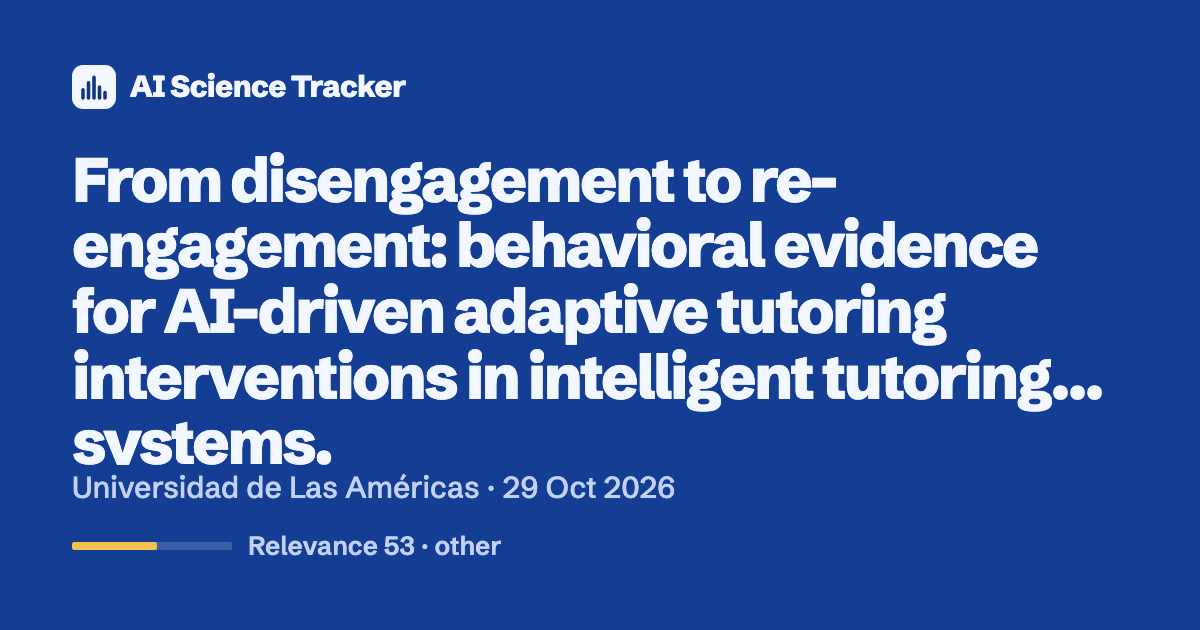 AI Science Tracker
From disengagement to re-
engagement: behavioral evidence
for AI-driven adaptive tutoring
interventions in intelligent tutoring…
systems.
Universidad de Las Américas · 29 Oct 2026
Relevance 53 · other